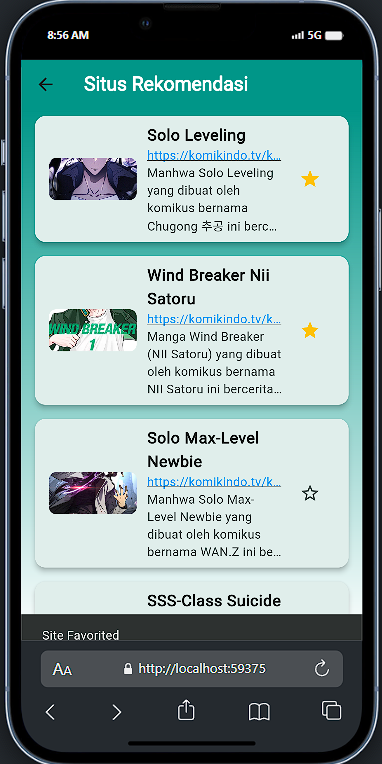 8:56 AM
5G
Situs Rekomendasi
Solo Leveling
https://komikindo.tv/k...
Manhwa Solo Leveling
yang dibuat oleh
komikus bernama
Chugong 추공 ini berc...
WIND BREAKER
1
Wind Breaker Nii
Satoru
https://komikindo.tv/k...
Manga Wind Breaker
(NII Satoru) yang dibuat
oleh komikus bernama
NII Satoru ini bercerita...
Solo Max-Level
Newbie
https://komikindo.tv/k...
Manhwa Solo Max-
Level Newbie yang
dibuat oleh komikus
bernama WAN.Z ini be...
SSS-Class Suicide
Site Favorited
AA
http://localhost:59375